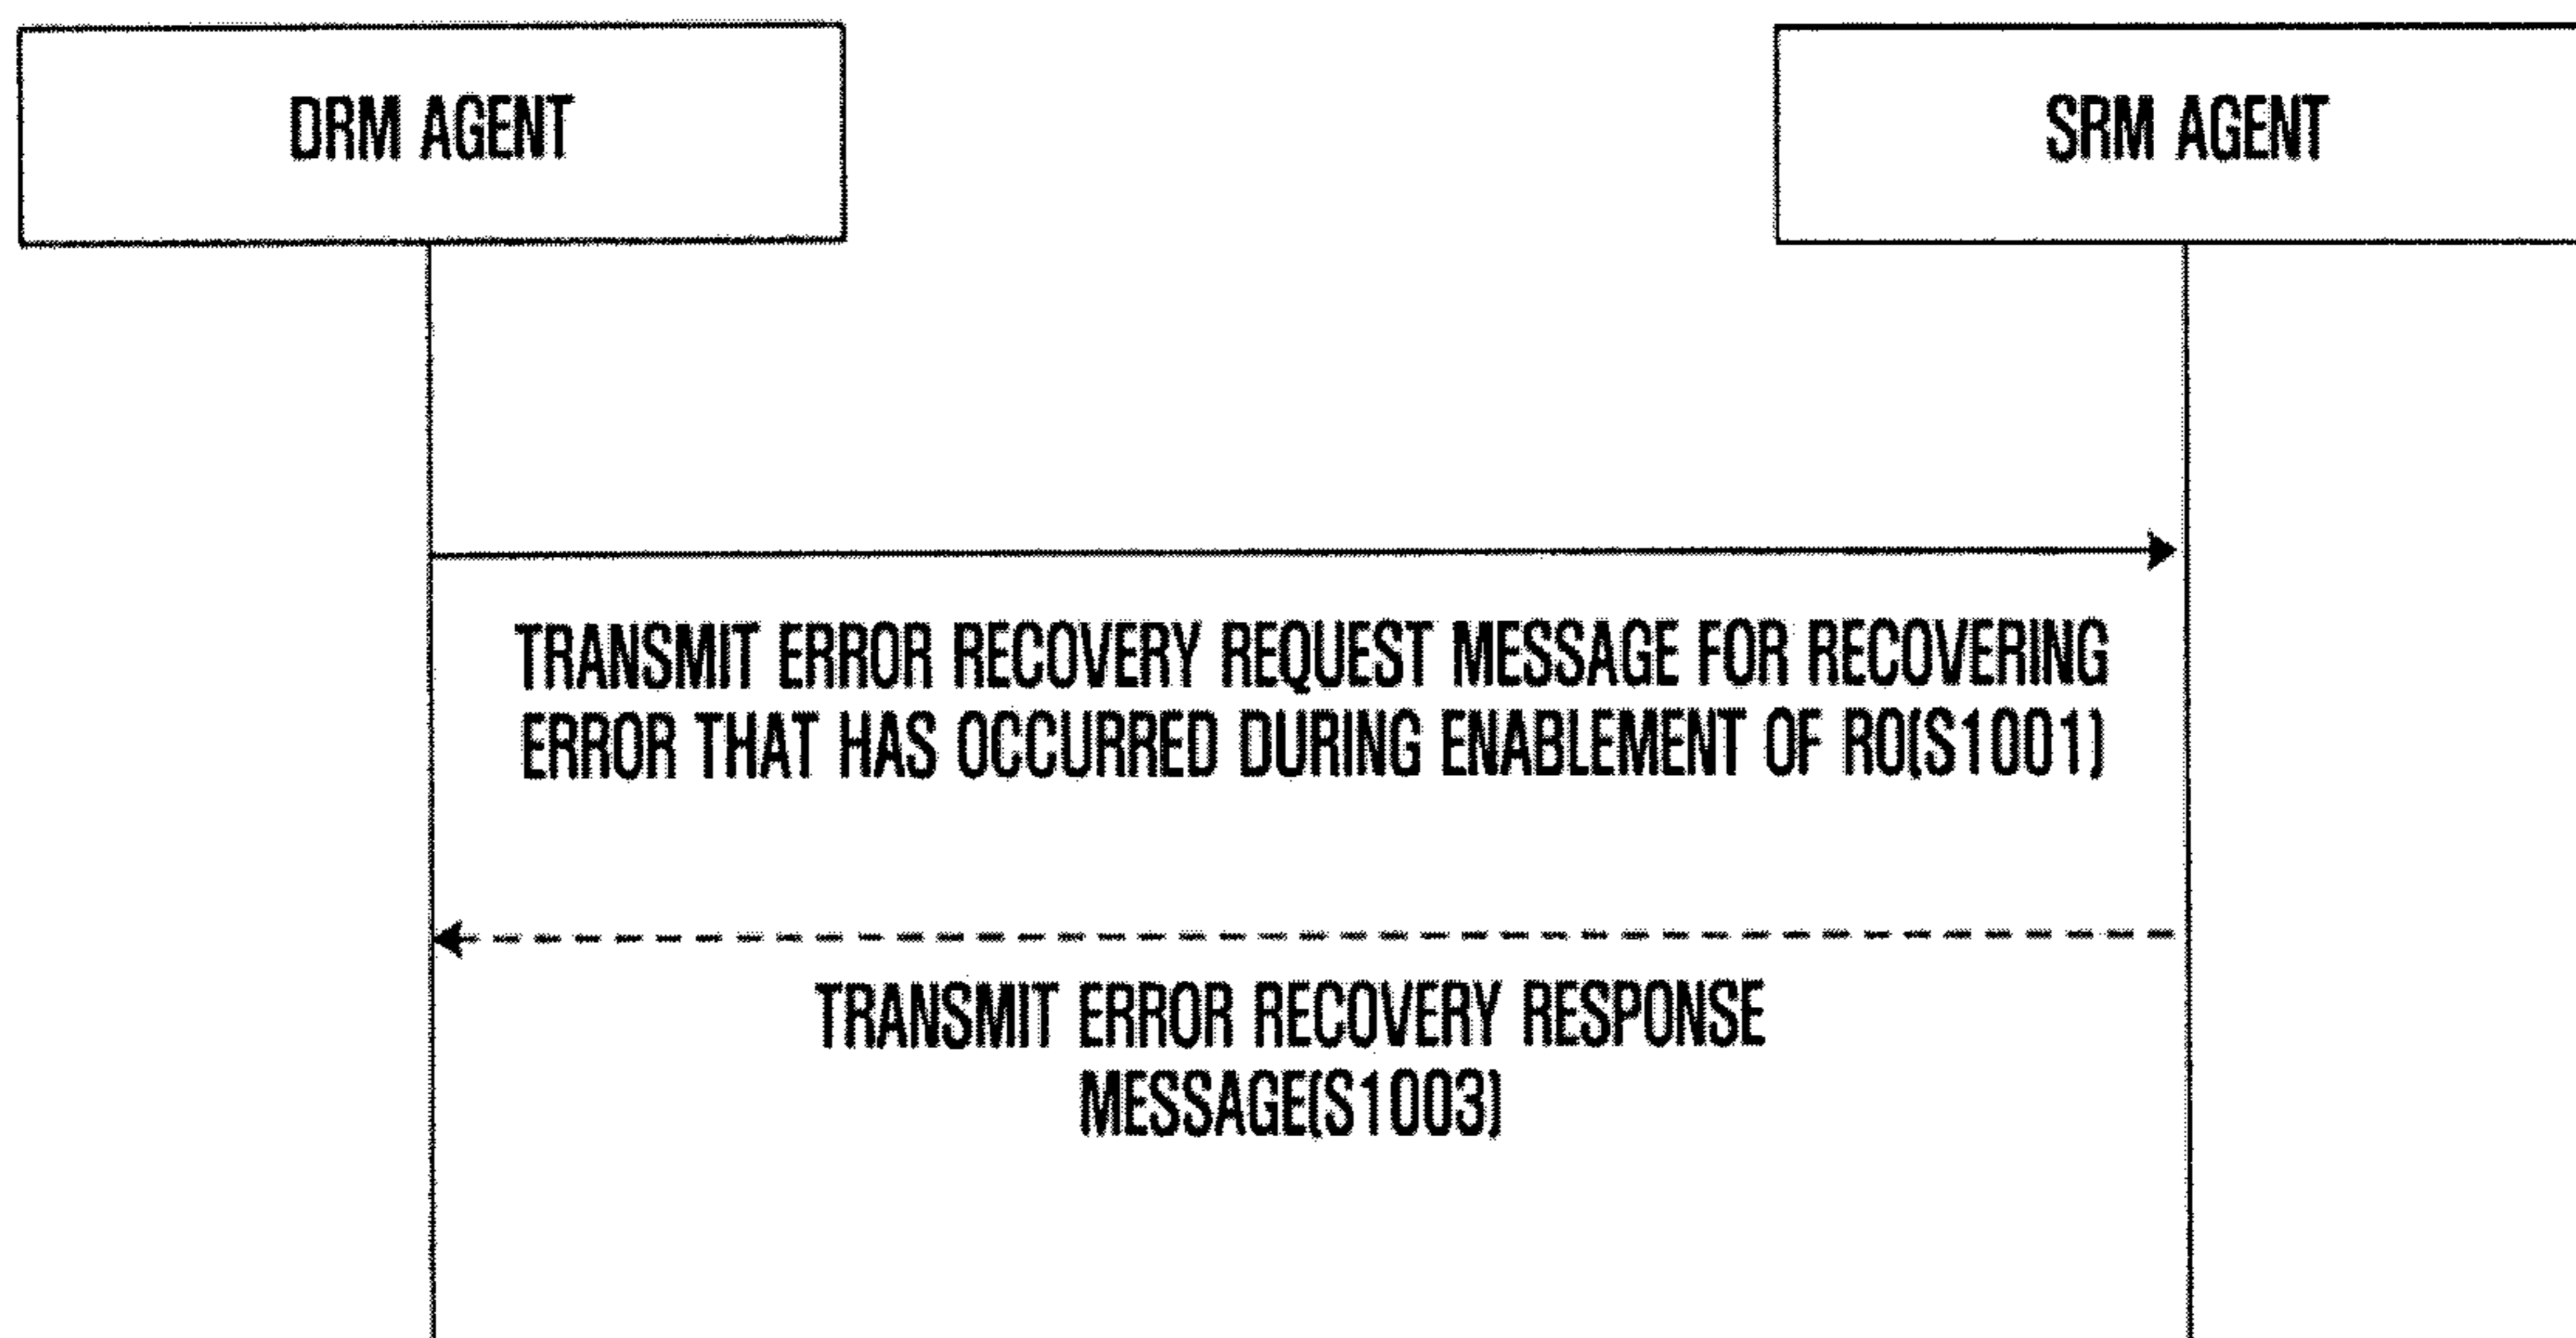 DRM AGENT
SRM AGENT
TRANSMIT ERROR RECOVERY REQUEST MESSAGE FOR RECOVERING
ERROR THAT HAS OCCURRED DURING ENABLEMENT OF RO(S1001)
TRANSMIT ERROR RECOVERY RESPONSE
MESSAGE(S1003)